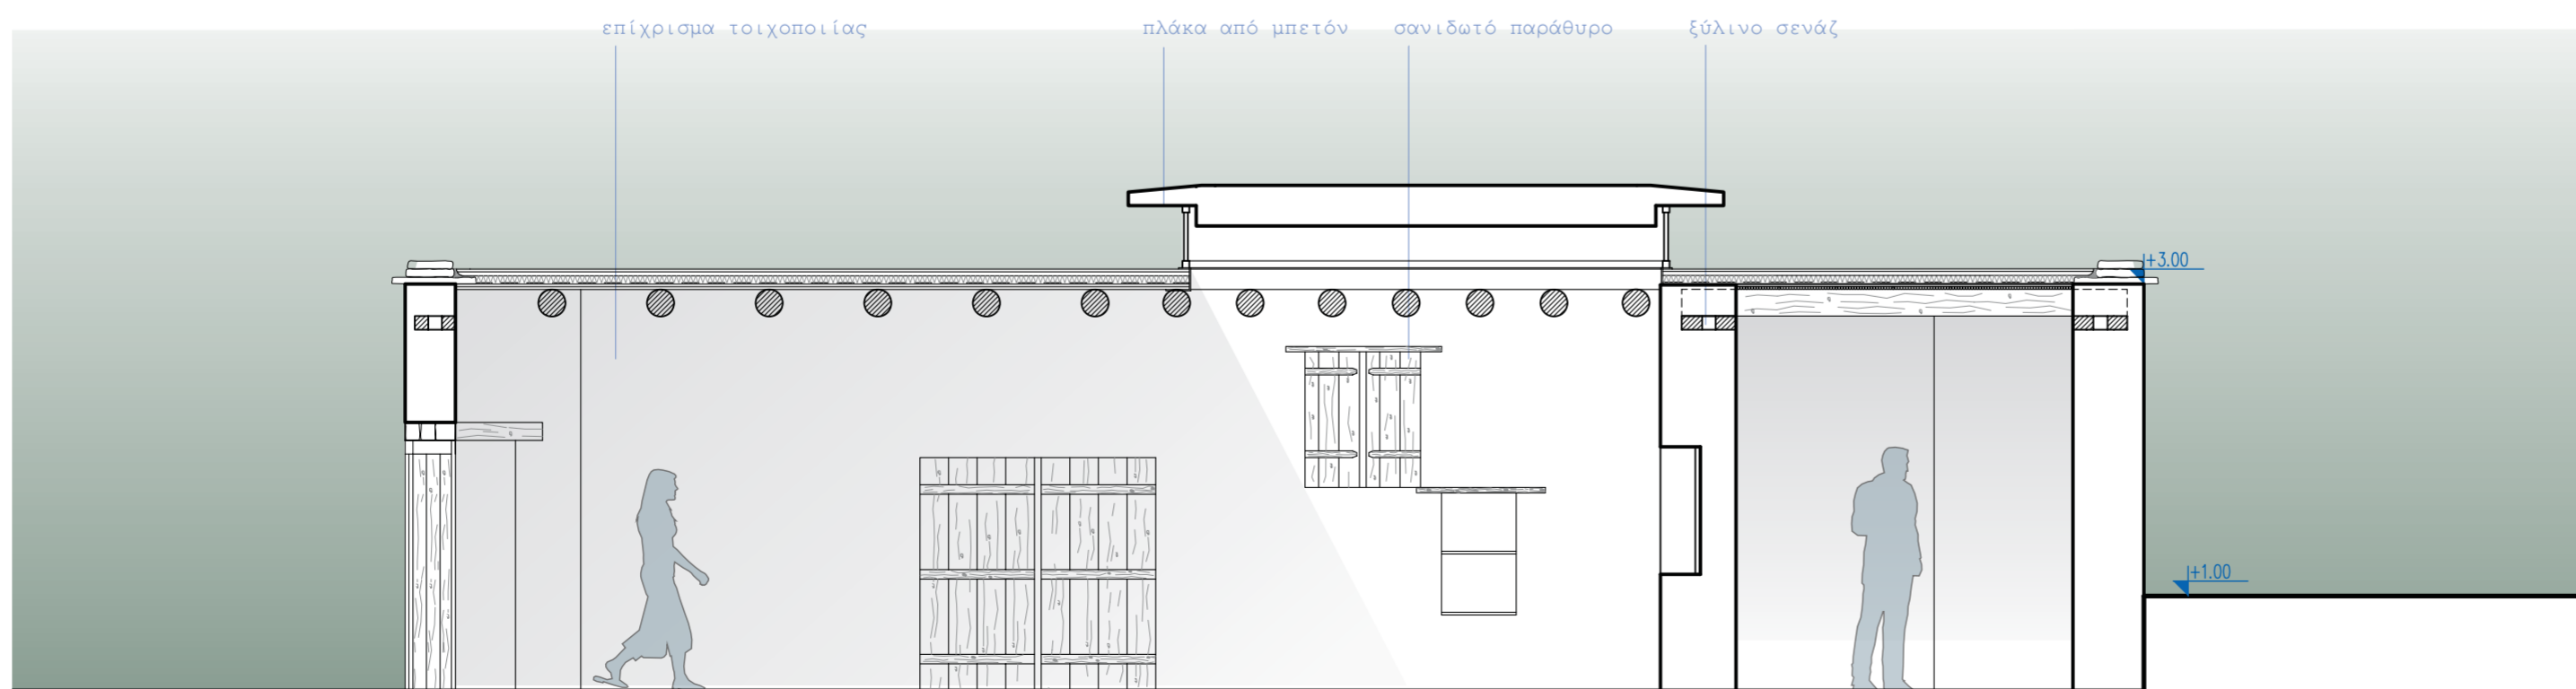 επίχρισμα τοιχοποιίας
πλάκα από μπετόν
σανιδωτό παράθυρο
ξύλινο σενάζ
+3.00
+1.00